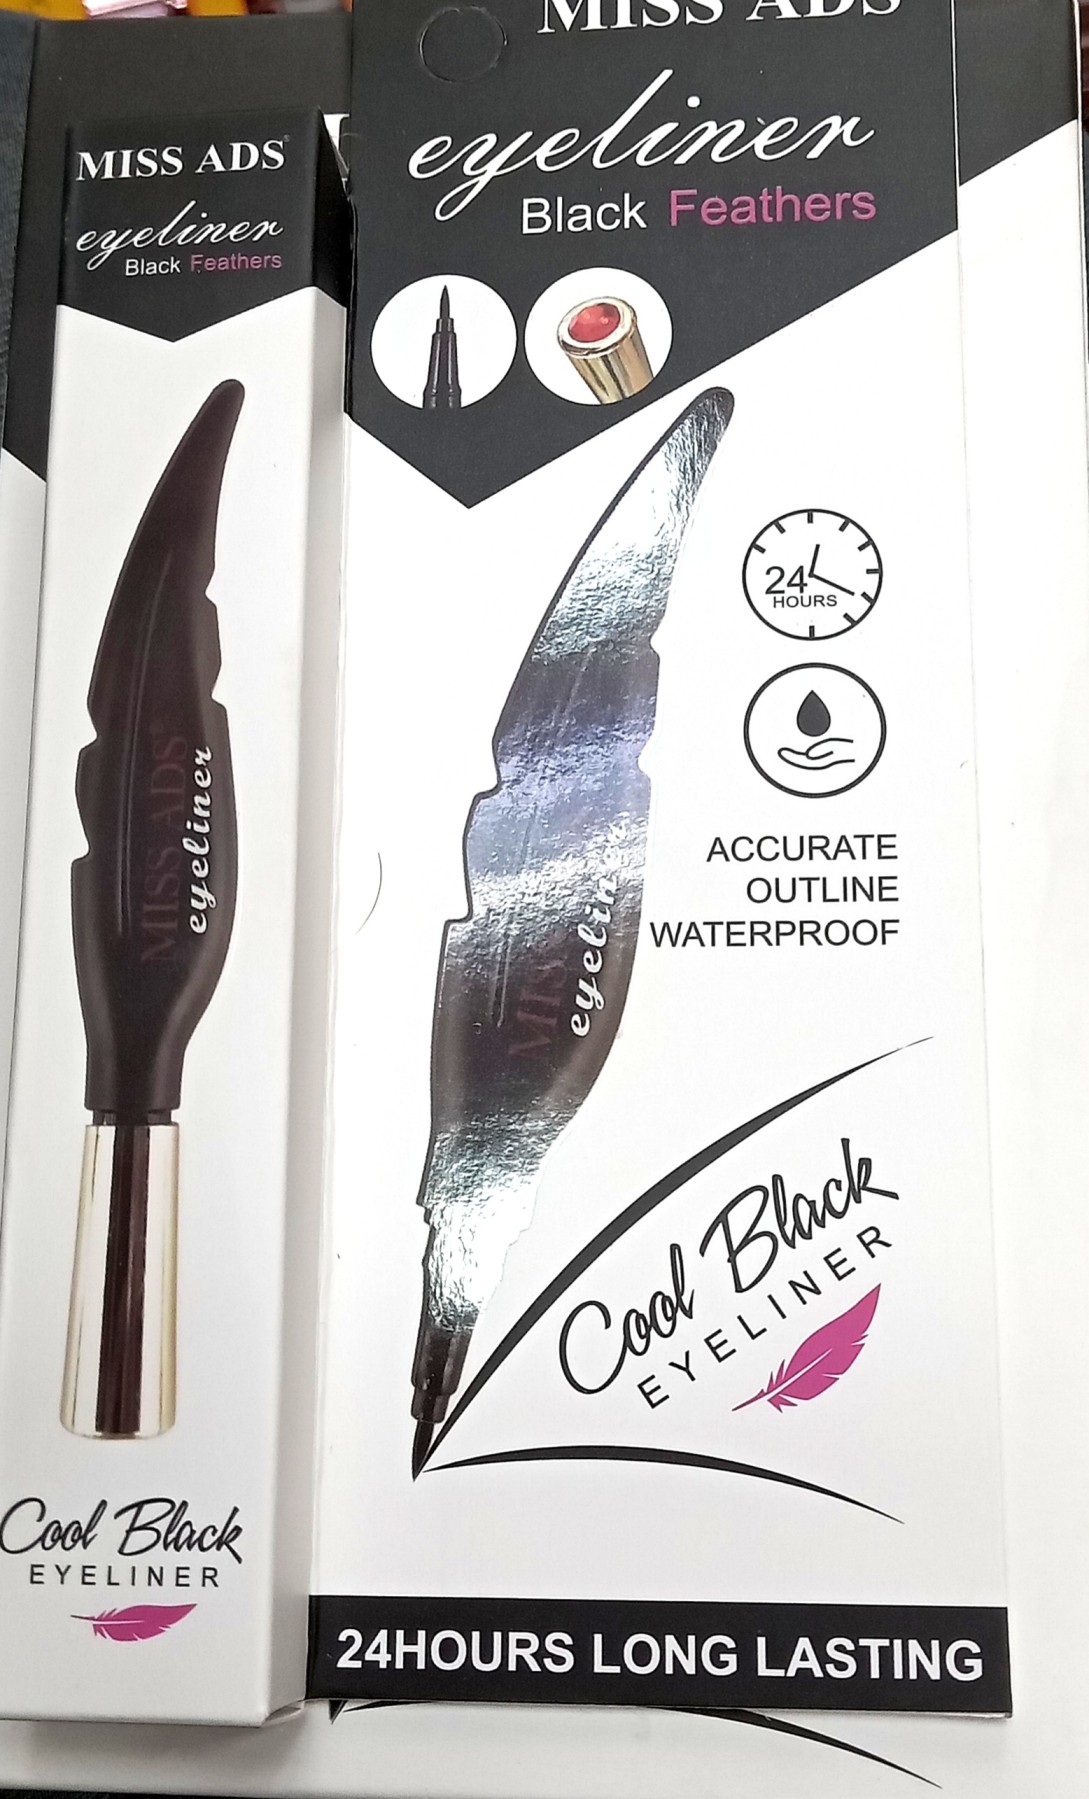 MISS ADS
eyeliner
Black Feathers
MISS ADS
eyeliner
Cool Black
EYELINER
MISS ADS
eyeliner
Black Feathers
24
HOURS
ACCURATE
OUTLINE
WATERPROOF
MIS
eyeliner
Cool Black
EYELINER
24HOURS LONG LASTING